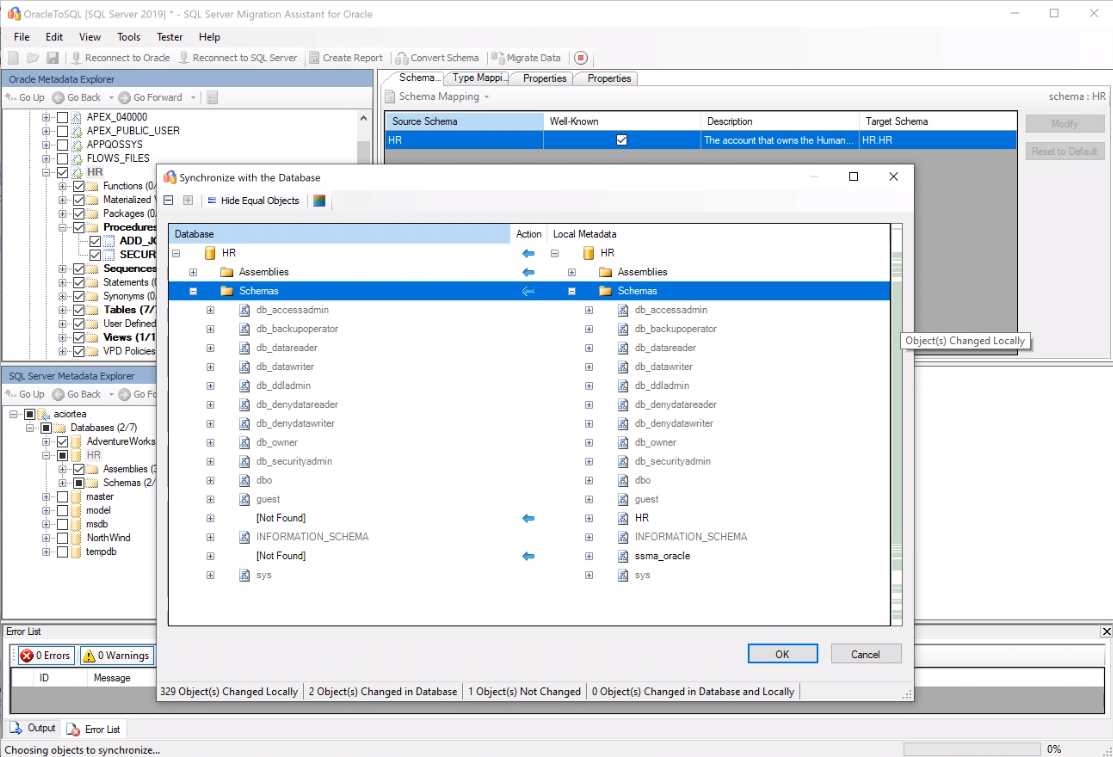 OracleToSQL [SQL Server 2019] * - SQL Server Migration Assistant for Oracle
File Edit View Tools Tester Help
Reconnect to Oracle Reconnect to SQL Server Create Report Convert Schema Migrate Data
Oracle Metadata Explorer
Go Up Go Back Go Forward
APEX_040000
APEX_PUBLIC_USER
APPQOSSYS
FLOWS_FILES
HR
Functions (0/
Materialized
Packages (0/
Procedures
ADD_JO
SECUR
Sequences
Statements (
Synonyms (0/
Tables (7/7
User Defined
Views (1/1
VPD Policies
Schema... Type Mappi... Properties Properties
Schema Mapping schema : HR
Source Schema Well-Known Description Target Schema
HR The account that owns the Human... HR.HR
Modify
Reset to Default
SQL Server Metadata Explorer
Go Up Go Back Go Fo
aciortea
Databases (2/7)
AdventureWorks
HR
Assemblies (3
Schemas (2/
master
model
msdb
NorthWind
tempdb
Synchronize with the Database
Hide Equal Objects
Database Action Local Metadata
HR HR
Assemblies Assemblies
Schemas Schemas
db_accessadmin db_accessadmin
db_backupoperator db_backupoperator
db_datareader db_datareader
db_datawriter db_datawriter
db_ddladmin db_ddladmin
db_denydatareader db_denydatareader
db_denydatawriter db_denydatawriter
db_owner db_owner
db_securityadmin db_securityadmin
dbo dbo
guest guest
[Not Found] HR
INFORMATION_SCHEMA INFORMATION_SCHEMA
[Not Found] ssma_oracle
sys sys
Object(s) Changed Locally
OK Cancel
329 Object(s) Changed Locally 2 Object(s) Changed in Database 1 Object(s) Not Changed 0 Object(s) Changed in Database and Locally
Error List
0 Errors 0 Warnings
ID Message
Output Error List
Choosing objects to synchronize... 0%